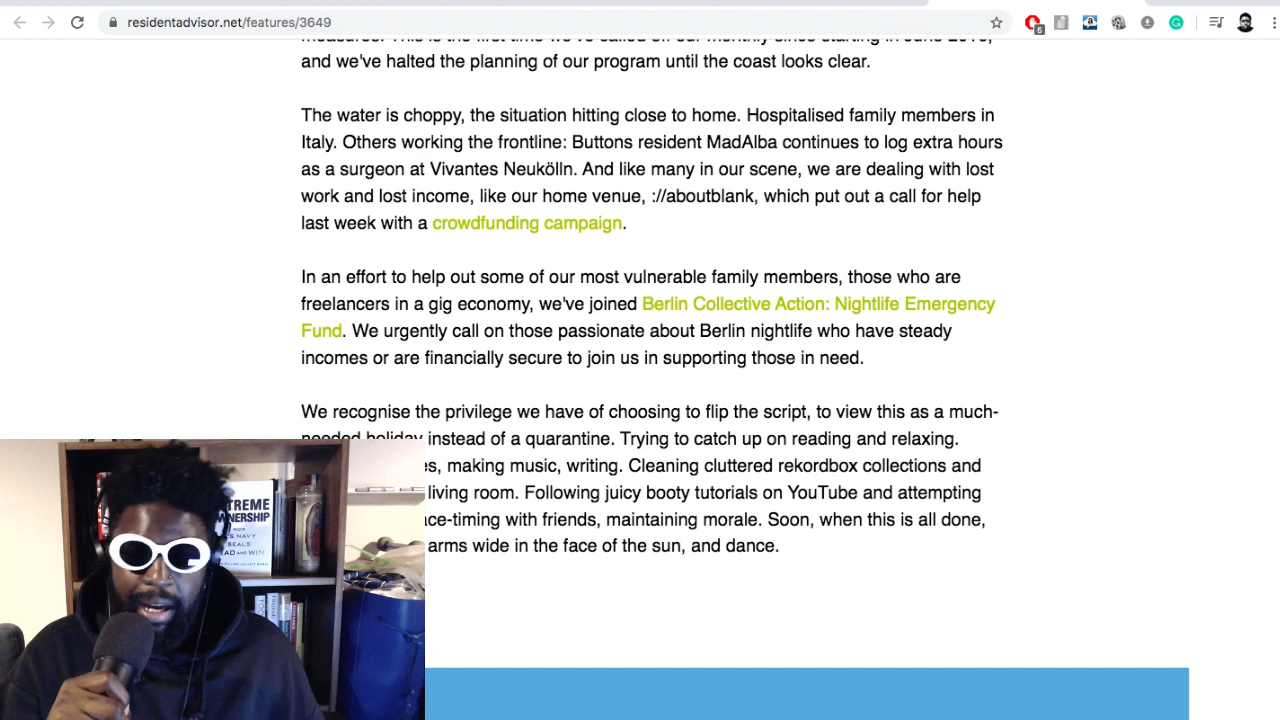 residentadvisor.net/features/3649
5
and we've halted the planning of our program until the coast looks clear.
The water is choppy, the situation hitting close to home. Hospitalised family members in
Italy. Others working the frontline: Buttons resident MadAlba continues to log extra hours
as a surgeon at Vivantes Neukölln. And like many in our scene, we are dealing with lost
work and lost income, like our home venue, ://aboutblank, which put out a call for help
last week with a crowdfunding campaign.
In an effort to help out some of our most vulnerable family members, those who are
freelancers in a gig economy, we've joined Berlin Collective Action: Nightlife Emergency
Fund. We urgently call on those passionate about Berlin nightlife who have steady
incomes or are financially secure to join us in supporting those in need.
We recognise the privilege we have of choosing to flip the script, to view this as a much-
needed holiday instead of a quarantine. Trying to catch up on reading and relaxing.
making music, writing. Cleaning cluttered rekordbox collections and
living room. Following juicy booty tutorials on YouTube and attempting
with friends, maintaining morale. Soon, when this is all done,
arms wide in the face of the sun, and dance.
NAVY
SEALS
AND WIN